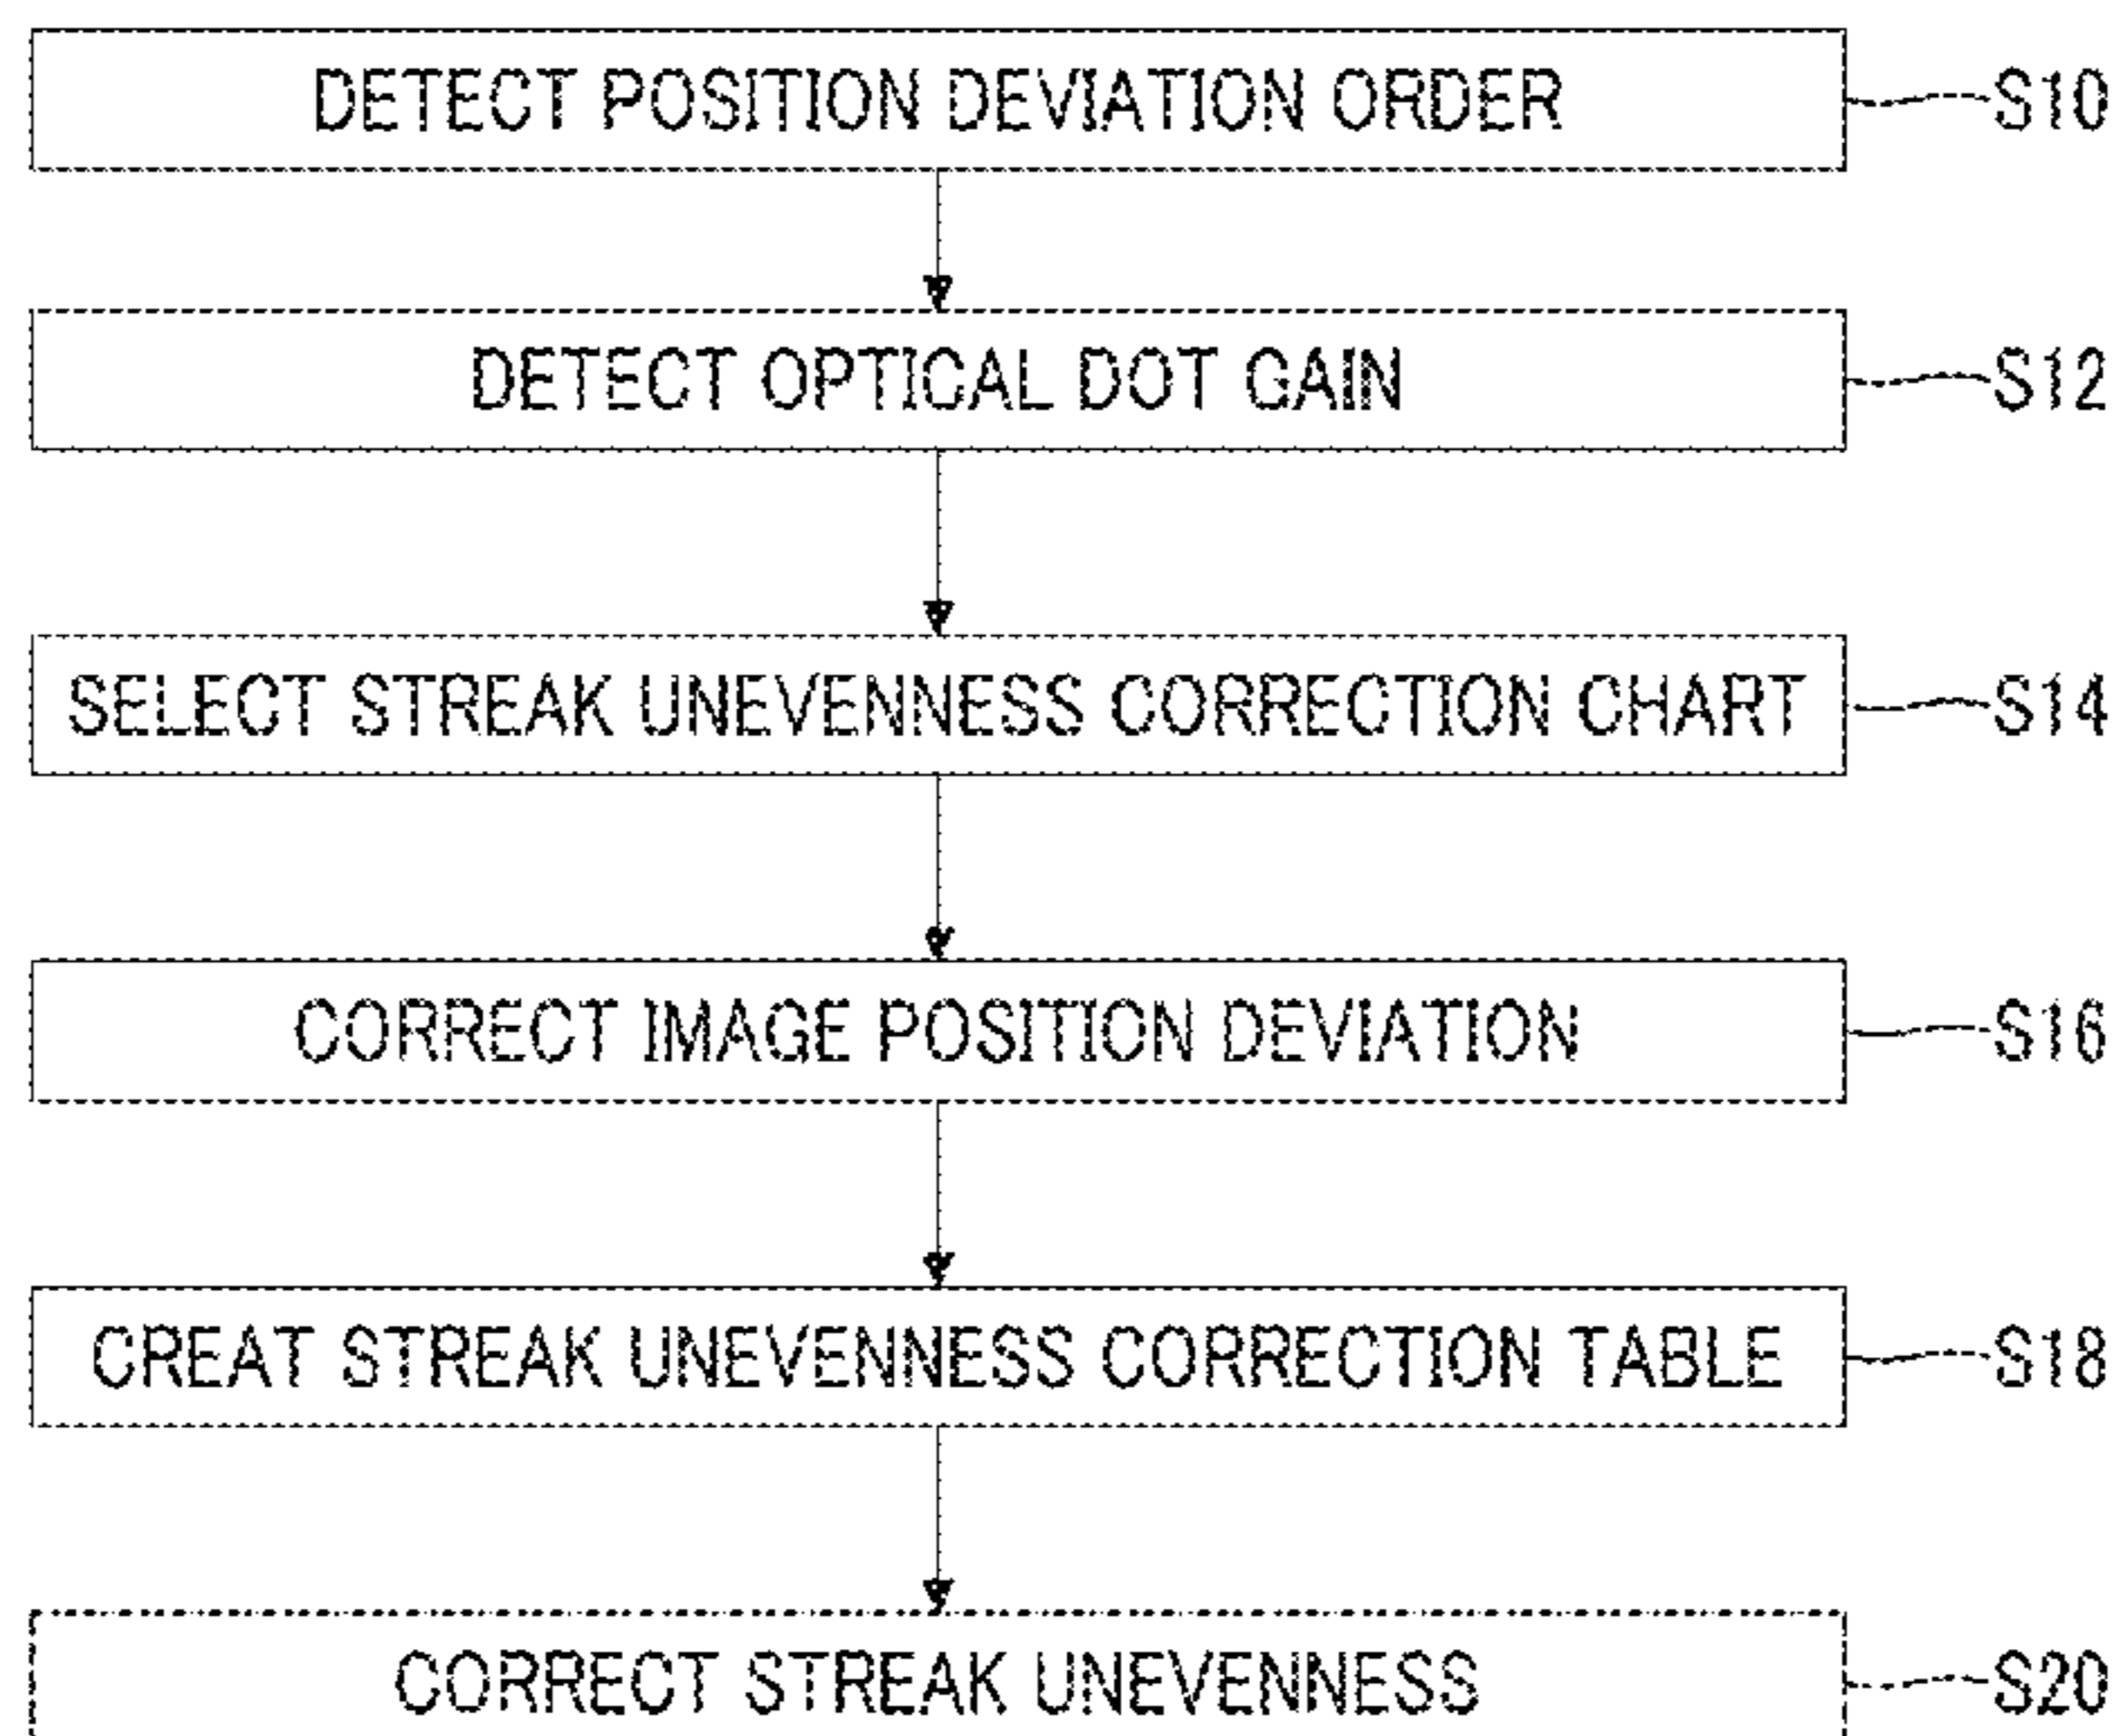 DETECT POSITION DEVIATION ORDER S10
DETECT OPTICAL DOT GAIN S12
SELECT STREAK UNEVENNESS CORRECTION CHART S14
CORRECT IMAGE POSITION DEVIATION S16
CREAT STREAK UNEVENNESS CORRECTION TABLE S18
CORRECT STREAK UNEVENNESS S20